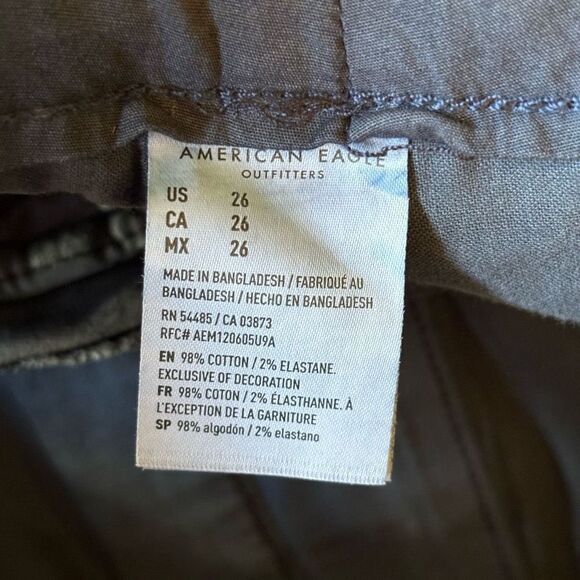 AMERICAN EAGLE
OUTFITTERS
US 26
CA 26
MX 26
MADE IN BANGLADESH / FABRIQUÉ AU
BANGLADESH / HECHO EN BANGLADESH
RN 54485 / CA 03873
RFC# AEM120605U9A
EN 98% COTTON / 2% ELASTANE.
EXCLUSIVE OF DECORATION
FR 98% COTON / 2% ÉLASTHANNE. À
L'EXCEPTION DE LA GARNITURE
SP 98% algodón / 2% elastano